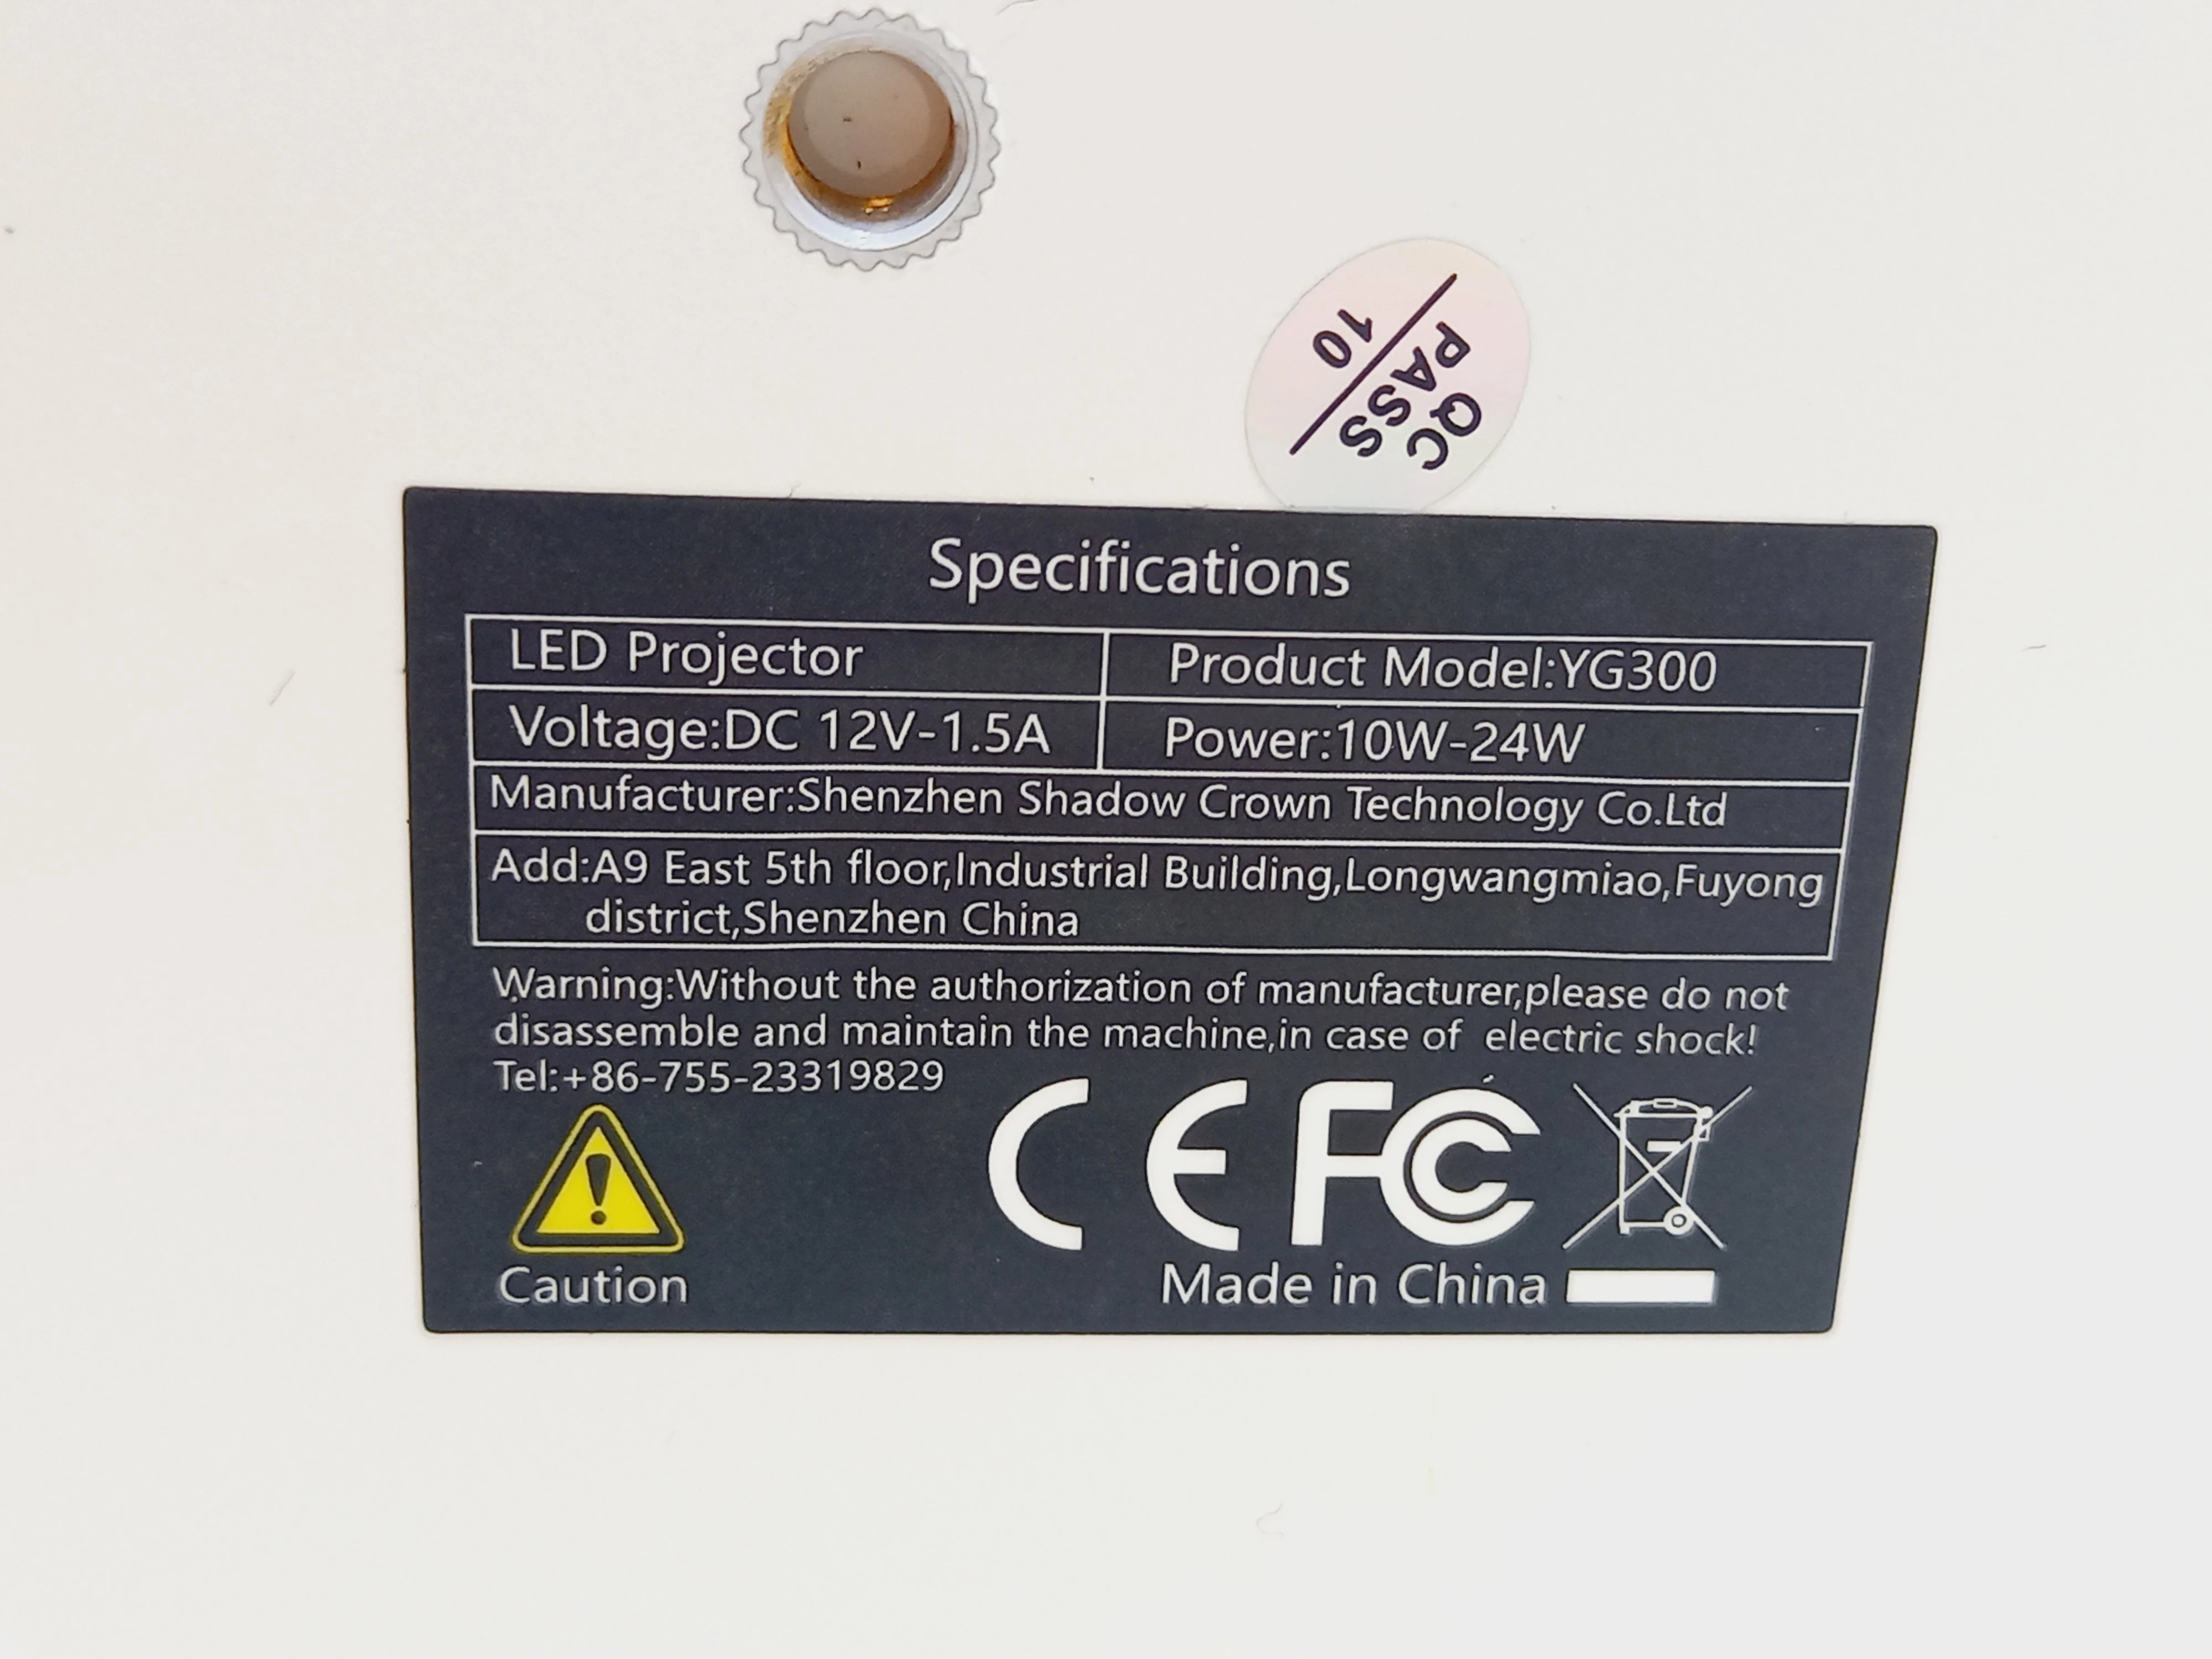 QC
PASS
10
Specifications
LED Projector
Product Model:YG300
Voltage:DC 12V-1.5A
Power:10W-24W
Manufacturer:Shenzhen Shadow Crown Technology Co.Ltd
Add:A9 East 5th floor,Industrial Building,Longwangmiao,Fuyong
district,Shenzhen China
Warning:Without the authorization of manufacturer,please do not
disassemble and maintain the machine,in case of electric shock!
Tel:+86-755-23319829
CE FC
Caution
Made in China